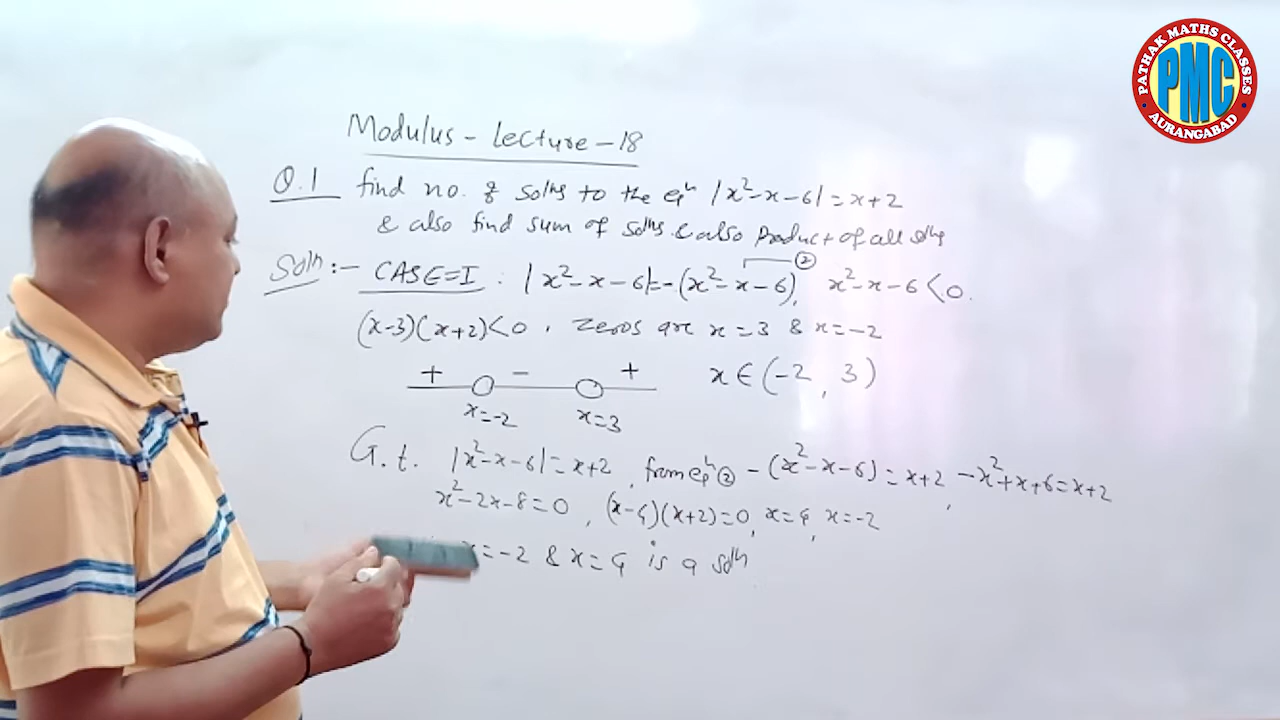 PATHAK MATHS CLASSES
PMC
AURANGABAD
Modulus - Lecture - 18
Q.1 find no. of solns to the eqn |x²-x-6|=x+2
& also find sum of solns & also product of all solns
Soln :- CASE=I : |x²-x-6|=-(x²-x-6), x²-x-6<0. ②
(x-3)(x+2)<0, zeros are x=3 & x=-2
+ - + x∈(-2, 3)
x=-2 x=3
G.t. |x²-x-6|=x+2, from eqn ② -(x²-x-6)=x+2, -x²+x+6=x+2
x²-2x-8=0, (x-4)(x+2)=0, x=4, x=-2
x=-2 & x=4 is a soln